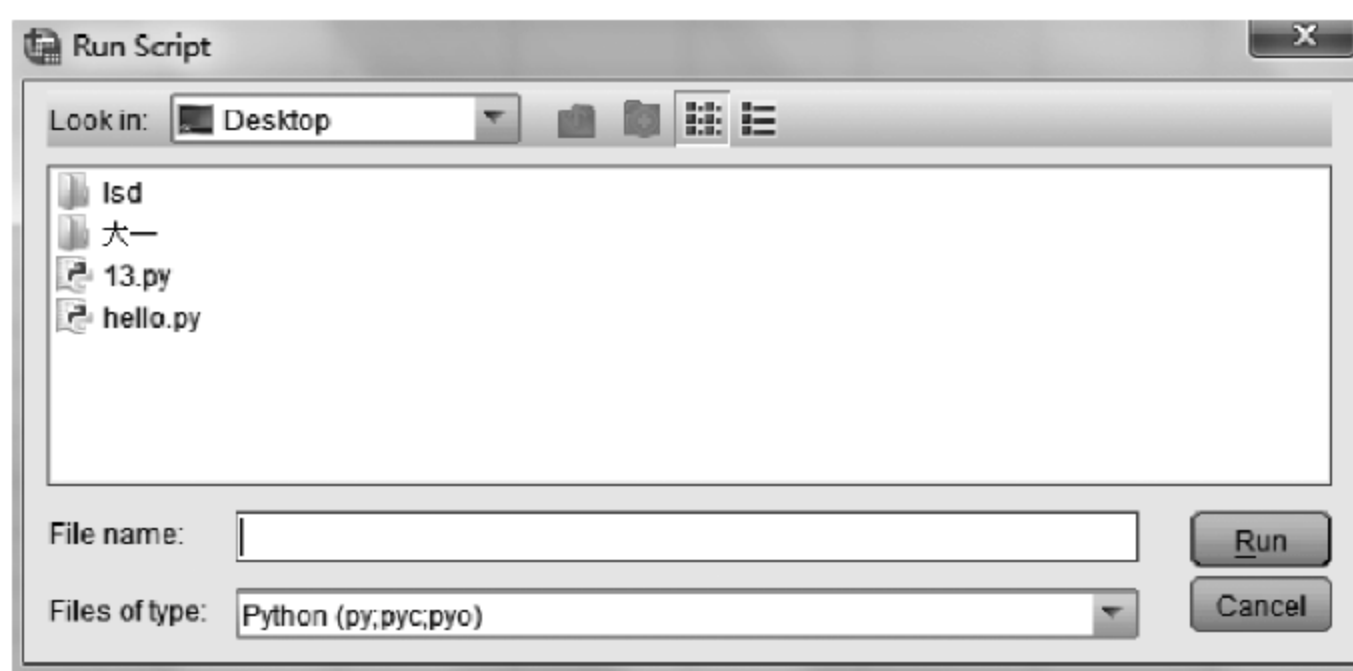 Run Script
Look in: Desktop
lsd
大一
13.py
hello.py
File name:
Run
Files of type: Python (py;pyc;pyo)
Cancel